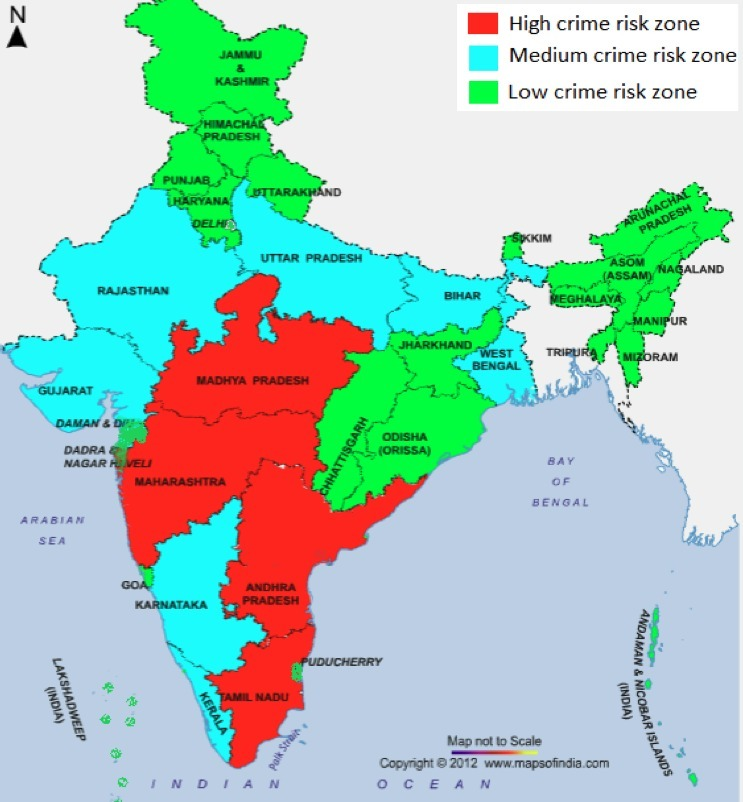 N
High crime risk zone
Medium crime risk zone
Low crime risk zone
JAMMU
&
KASHMIR
HIMACHAL
PRADESH
PUNJAB
UTTARAKHAND
HARYANA
DELHI
ARUNACHAL
PRADESH
SIKKIM
UTTAR PRADESH
ASOM
(ASSAM)
NAGALAND
RAJASTHAN
BIHAR
MEGHALAYA
MANIPUR
JHARKHAND
WEST
BENGAL
TRIPURA
MIZORAM
GUJARAT
MADHYA PRADESH
DAMAN &
DADRA &
NAGAR
CHHATTISGARH
ODISHA
(ORISSA)
MAHARASHTRA
BAY
OF
BENGAL
ARABIAN
SEA
GOA
KARNATAKA
ANDHRA
PRADESH
PUDUCHERRY
LAKSHADWEEP
(INDIA)
KERALA
TAMIL NADU
ANDAMAN & NICOBAR ISLANDS
(INDIA)
Palk Strait
Map not to Scale
Copyright © 2012 www.mapsofindia.com
INDIAN OCEAN